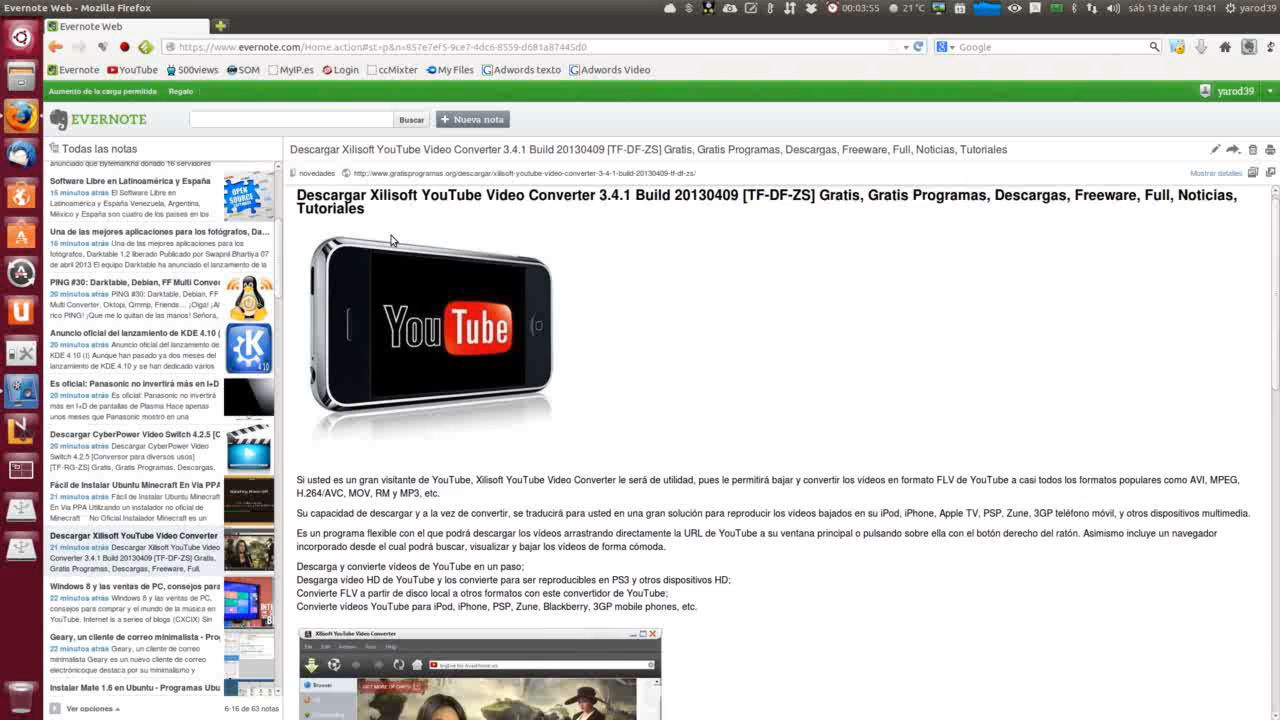 Evernote Web - Mozilla Firefox
00:03:55
21°C
sáb 13 de abr
18:41
yarod39
Evernote Web
https://www.evernote.com/Home.action#st=p&n=857e7ef5-9ce7-4dc6-8559-d681a87445d0
Google
Evernote
YouTube
500views
SOM
MyIP.es
Login
ccMixter
My Files
Adwords texto
Adwords Video
Aumento de la carga permitida
Regalo
yarod39
EVERNOTE
Buscar
+ Nueva nota
Todas las notas
anunciado que Bytemarkha donado 16 servidores
Software Libre en Latinoamérica y España
15 minutos atrás El Software Libre en
Latinoamérica y España Venezuela, Argentina,
México y España son cuatro de los países en los
Una de las mejores aplicaciones para los fotógrafos, Da...
16 minutos atrás Una de las mejores aplicaciones para los
fotógrafos, Darktable 1.2 liberado Publicado por Swapnil Bhartiya 07
de abril 2013 El equipo Darktable ha anunciado el lanzamiento de la
PING #30: Darktable, Debian, FF Multi Conver
20 minutos atrás PING #30: Darktable, Debian, FF
Multi Converter, Oktopi, Qmmp, Friends... ¡Oiga! ¡Al
rico PING! ¡Que me lo quitan de las manos! Señora,
Anuncio oficial del lanzamiento de KDE 4.10 (
20 minutos atrás Anuncio oficial del lanzamiento de
KDE 4.10 (I) Aunque han pasado ya dos meses del
lanzamiento de KDE 4.10 y se han dedicado varios
Es oficial: Panasonic no invertirá más en I+D
20 minutos atrás Es oficial: Panasonic no invertirá
más en I+D de pantallas de Plasma Hace apenas
unos meses que Panasonic mostró en una
Descargar CyberPower Video Switch 4.2.5 [C
20 minutos atrás Descargar CyberPower Video
Switch 4.2.5 [Conversor para diversos usos]
[TF-RG-ZS] Gratis, Gratis Programas, Descargas,
Fácil de Instalar Ubuntu Minecraft En Via PPA
21 minutos atrás Fácil de Instalar Ubuntu Minecraft
En Via PPA Utilizando un instalador no oficial de
Minecraft No Oficial Instalador Minecraft es un
Descargar Xilisoft YouTube Video Converter
21 minutos atrás Descargar Xilisoft YouTube Video
Converter 3.4.1 Build 20130409 [TF-DF-ZS] Gratis,
Gratis Programas, Descargas, Freeware, Full,
Windows 8 y las ventas de PC, consejos para
22 minutos atrás Windows 8 y las ventas de PC,
consejos para comprar y el mundo de la música en
YouTube. Internet is a series of blogs (CXCIX) Sin
Geary, un cliente de correo minimalista - Pro
22 minutos atrás Geary, un cliente de correo
minimalista Geary es un nuevo cliente de correo
electrónicoque destaca por su minimalismo y
Instalar Mate 1.6 en Ubuntu - Programas Ubu
Ver opciones
6-16 de 63 notas
Descargar Xilisoft YouTube Video Converter 3.4.1 Build 20130409 [TF-DF-ZS] Gratis, Gratis Programas, Descargas, Freeware, Full, Noticias, Tutoriales
novedades
http://www.gratisprogramas.org/descargar/xilisoft-youtube-video-converter-3-4-1-build-20130409-tf-df-zs/
Mostrar detalles
Descargar Xilisoft YouTube Video Converter 3.4.1 Build 20130409 [TF-DF-ZS] Gratis, Gratis Programas, Descargas, Freeware, Full, Noticias,
Tutoriales
YouTube
Si usted es un gran visitante de YouTube, Xilisoft YouTube Video Converter le será de utilidad, pues le permitirá bajar y convertir los vídeos en formato FLV de YouTube a casi todos los formatos populares como AVI, MPEG,
H.264/AVC, MOV, RM y MP3, etc.
Su capacidad de descargar y a la vez de convertir, se traducirá para usted en una gran solución para reproducir los vídeos bajados en su iPod, iPhone, Apple TV, PSP, Zune, 3GP teléfono móvil, y otros dispositivos multimedia.
Es un programa flexible con el que podrá descargar los vídeos arrastrando directamente la URL de YouTube a su ventana principal o pulsando sobre ella con el botón derecho del ratón. Asimismo incluye un navegador
incorporado desde el cual podrá buscar, visualizar y bajar los vídeos de forma cómoda.
Descarga y convierte vídeos de YouTube en un paso;
Desgarga vídeo HD de YouTube y los convierte para ser reproducibles en PS3 y otros dispositivos HD;
Convierte FLV a partir de disco local a otros formatos con este convertidor de YouTube;
Convierte vídeos YouTube para iPod, iPhone, PSP, Zune, Blackberry, 3GP mobile phones, etc.
Xilisoft YouTube Video Converter
Browser